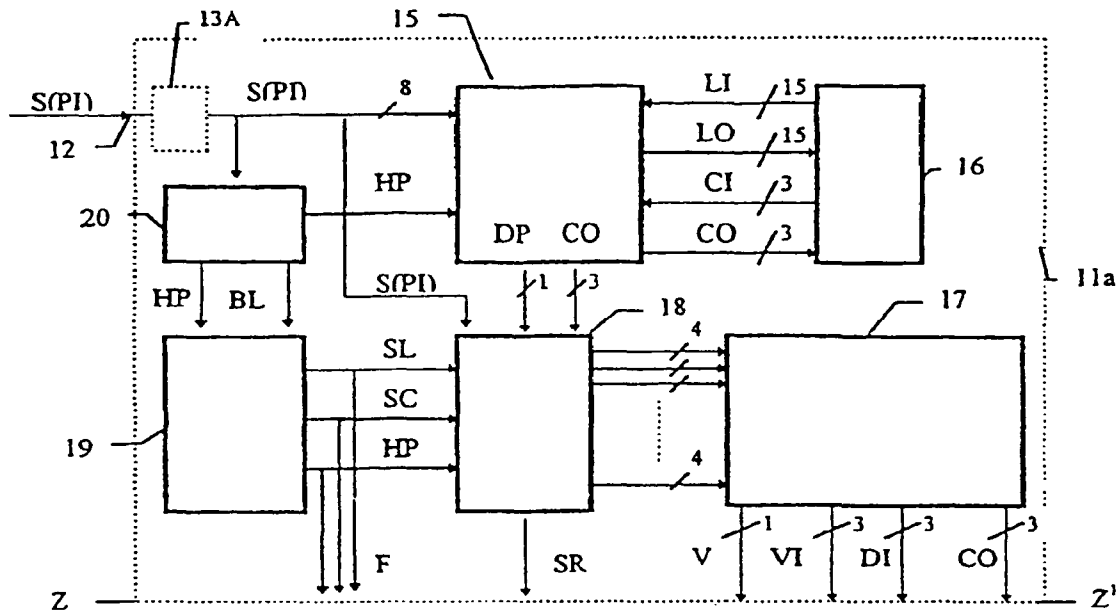 13A
15
S(PI)
S(PI)
8
LI
15
12
LO
15
CI
3
16
20
HP
DP
CO
CO
3
11a
HP
BL
S(PI)
1
3
18
17
SL
4
SC
19
HP
4
F
SR
V
1
VI
3
DI
3
CO
3
Z
Z'